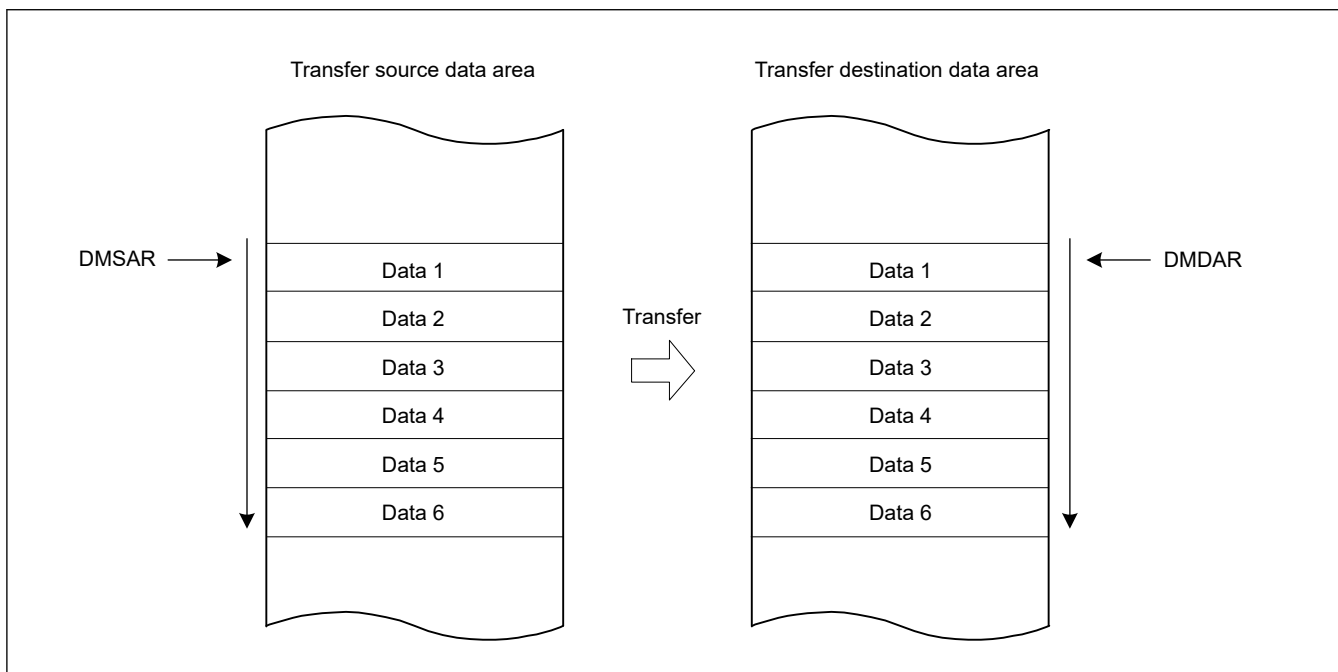 Transfer source data area
Transfer destination data area
DMSAR
Data 1
Data 1
DMDAR
Data 2
Transfer
Data 2
Data 3
Data 3
Data 4
Data 4
Data 5
Data 5
Data 6
Data 6